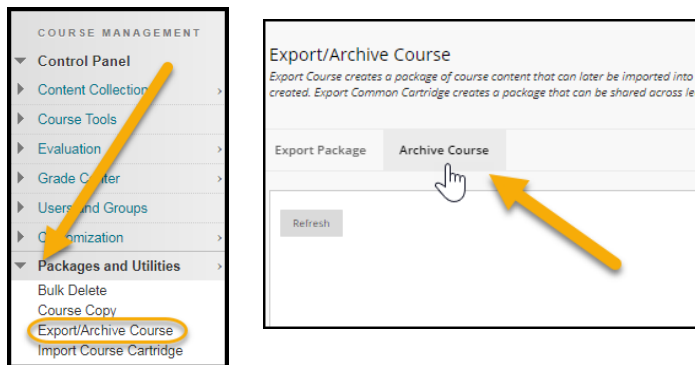 COURSE MANAGEMENT
Control Panel
Content Collection
Course Tools
Evaluation
Grade Center
Users and Groups
Customization
Packages and Utilities
Bulk Delete
Course Copy
Export/Archive Course
Import Course Cartridge
Export/Archive Course
Export Course creates a package of course content that can later be imported into
created. Export Common Cartridge creates a package that can be shared across le
Export Package
Archive Course
Refresh